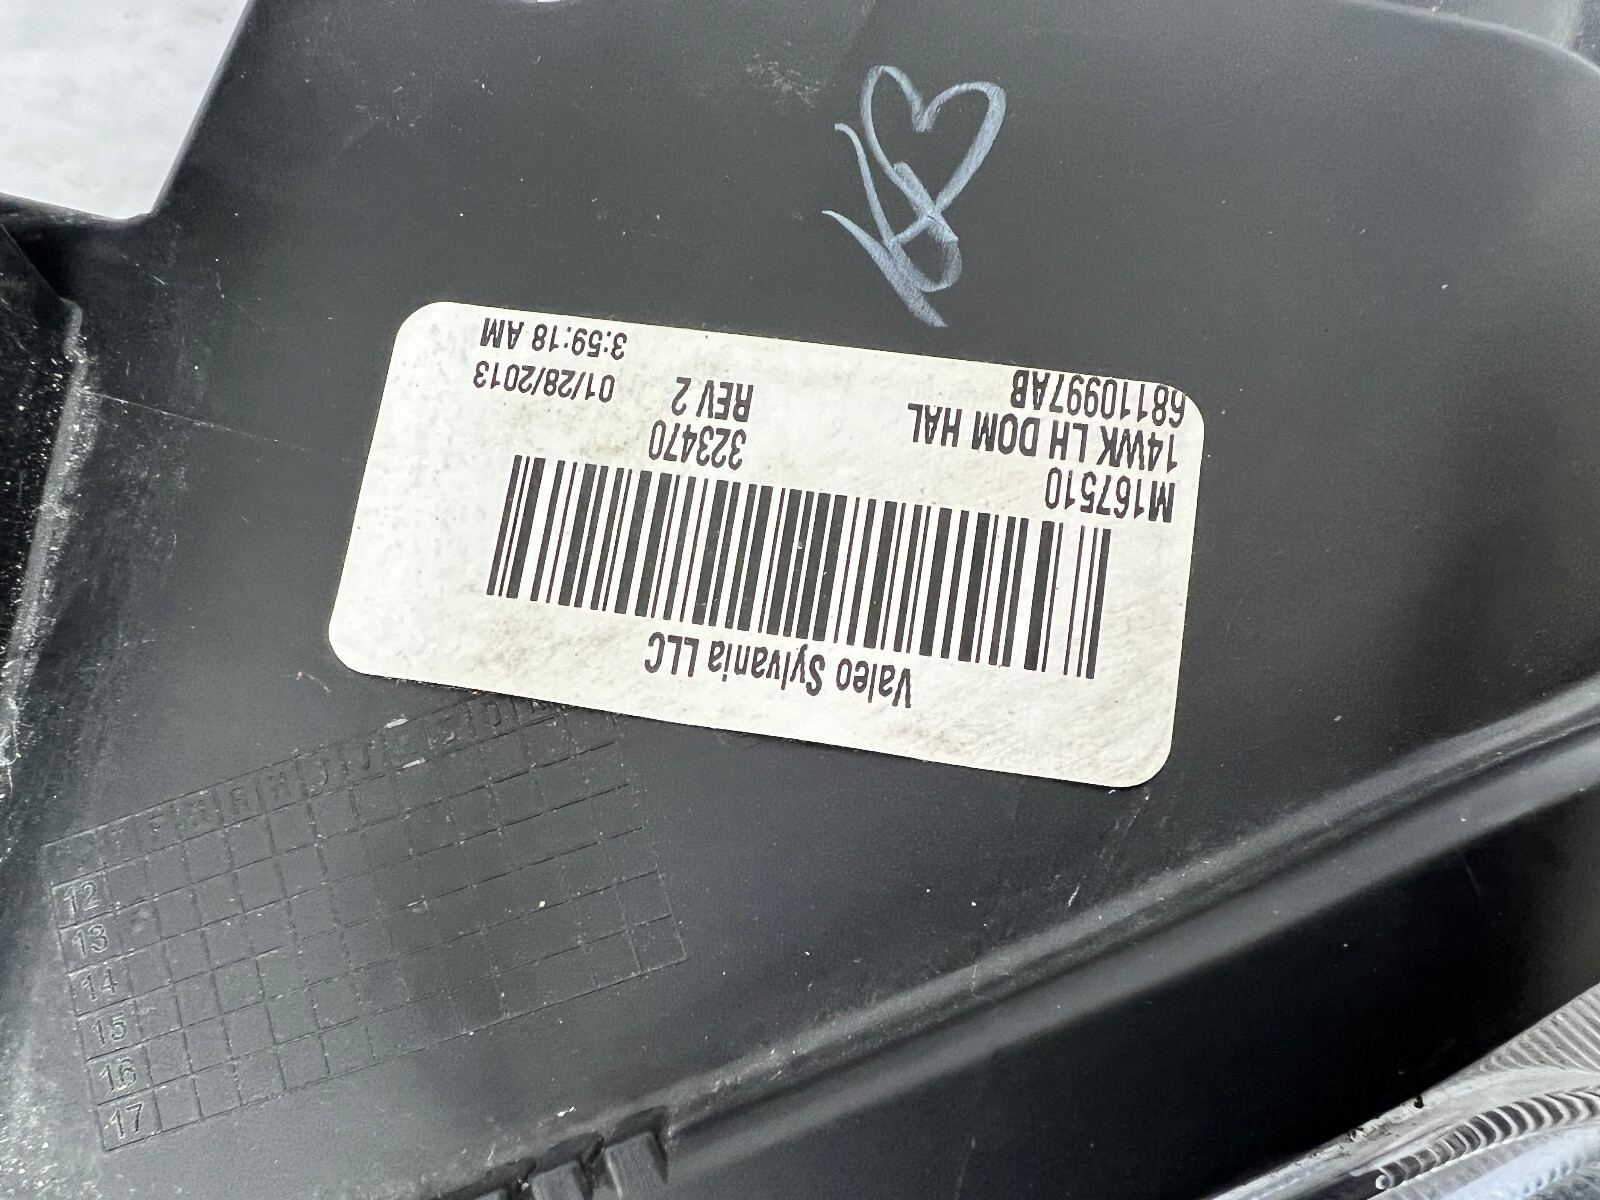 Valeo Sylvania LLC
M167510
323470
14WK LH DOM HAL
REV 2
01/28/2013
68110997AB
3:59:18 AM
12
13
14
15
16
17